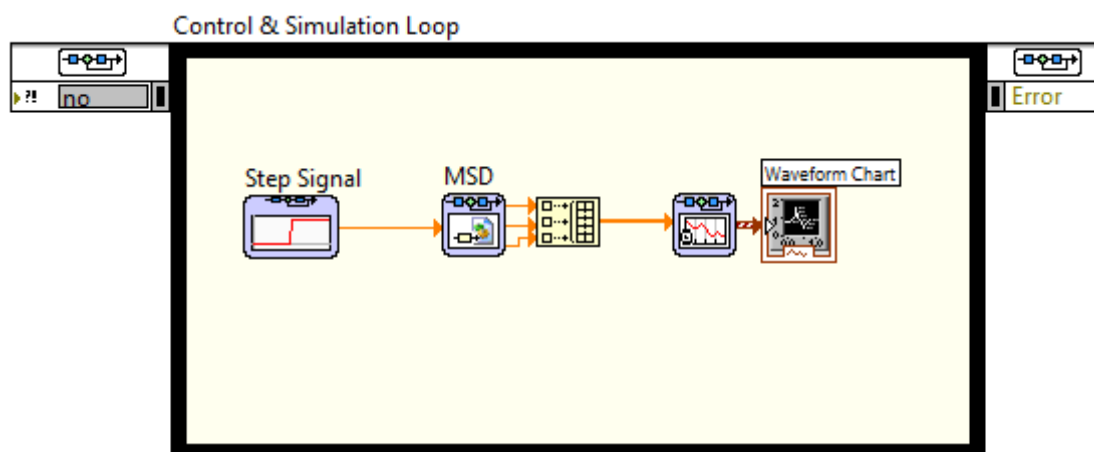 Control & Simulation Loop
?! no
Error
Step Signal
MSD
Waveform Chart